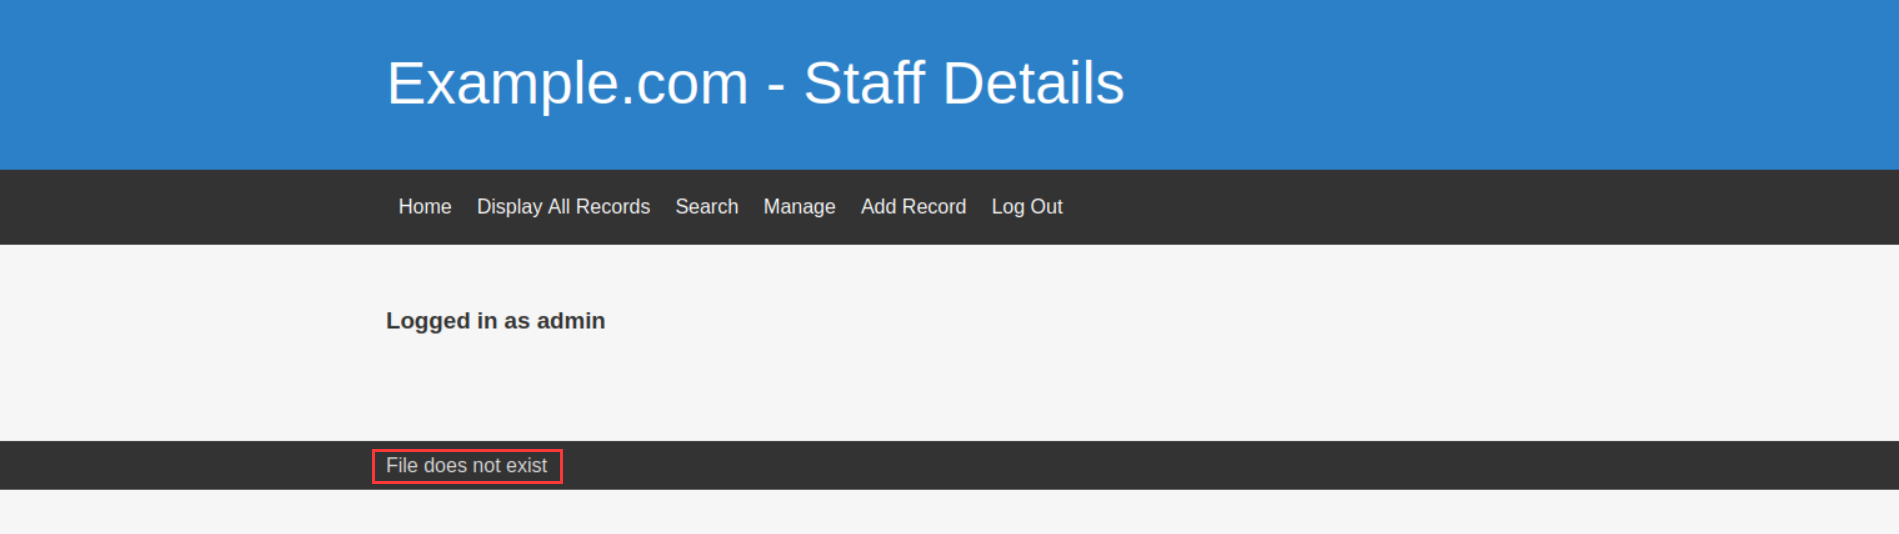 Example.com - Staff Details
Home Display All Records Search Manage Add Record Log Out
Logged in as admin
File does not exist